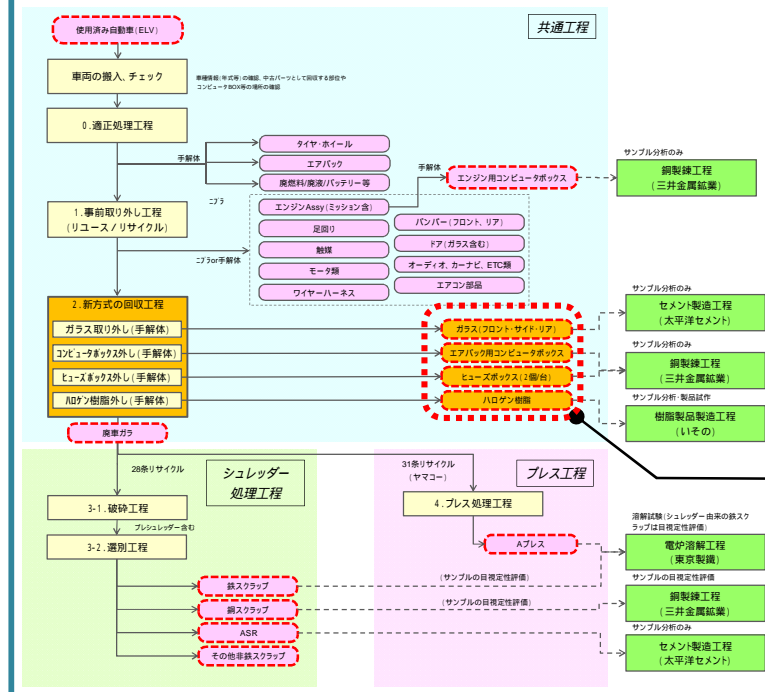 使用済み自動車(ELV)
共通工程
車両の搬入、チェック
車種情報(年式等)の確認、中古パーツとして回収する部位や
コンピュータBOX等の場所の確認
0.適正処理工程
手解体
タイヤ・ホイール
エアバック
廃燃料/廃液/バッテリー等
手解体
エンジン用コンピュータボックス
サンプル分析のみ
銅製錬工程
(三井金属鉱業)
1.事前取り外し工程
(リユース/リサイクル)
ニブラ
ニブラor手解体
エンジンAssy(ミッション含)
足回り
触媒
モータ類
ワイヤーハーネス
バンパー(フロント、リア)
ドア(ガラス含む)
オーディオ、カーナビ、ETC類
エアコン部品
2.新方式の回収工程
ガラス取り外し(手解体)
コンピュータボックス外し(手解体)
ヒューズボックス外し(手解体)
ハロゲン樹脂外し(手解体)
ガラス(フロント・サイド・リア)
エアバック用コンピュータボックス
ヒューズボックス(2個/台)
ハロゲン樹脂
サンプル分析のみ
セメント製造工程
(太平洋セメント)
サンプル分析のみ
銅製錬工程
(三井金属鉱業)
サンプル分析・製品試作
樹脂製品製造工程
(いその)
廃車ガラ
28条リサイクル
シュレッダー
処理工程
31条リサイクル
(ヤマコー)
プレス工程
3-1.破砕工程
プレシュレッダー含む
3-2.選別工程
4.プレス処理工程
Aプレス
鉄スクラップ
銅スクラップ
ASR
その他非鉄スクラップ
(サンプルの目視定性評価)
(サンプルの目視定性評価)
溶解試験(シュレッダー由来の鉄スク
ラップは目視定性評価)
電炉溶解工程
(東京製鐵)
サンプルの目視定性評価
銅製錬工程
(三井金属鉱業)
サンプル分析のみ
セメント製造工程
(太平洋セメント)